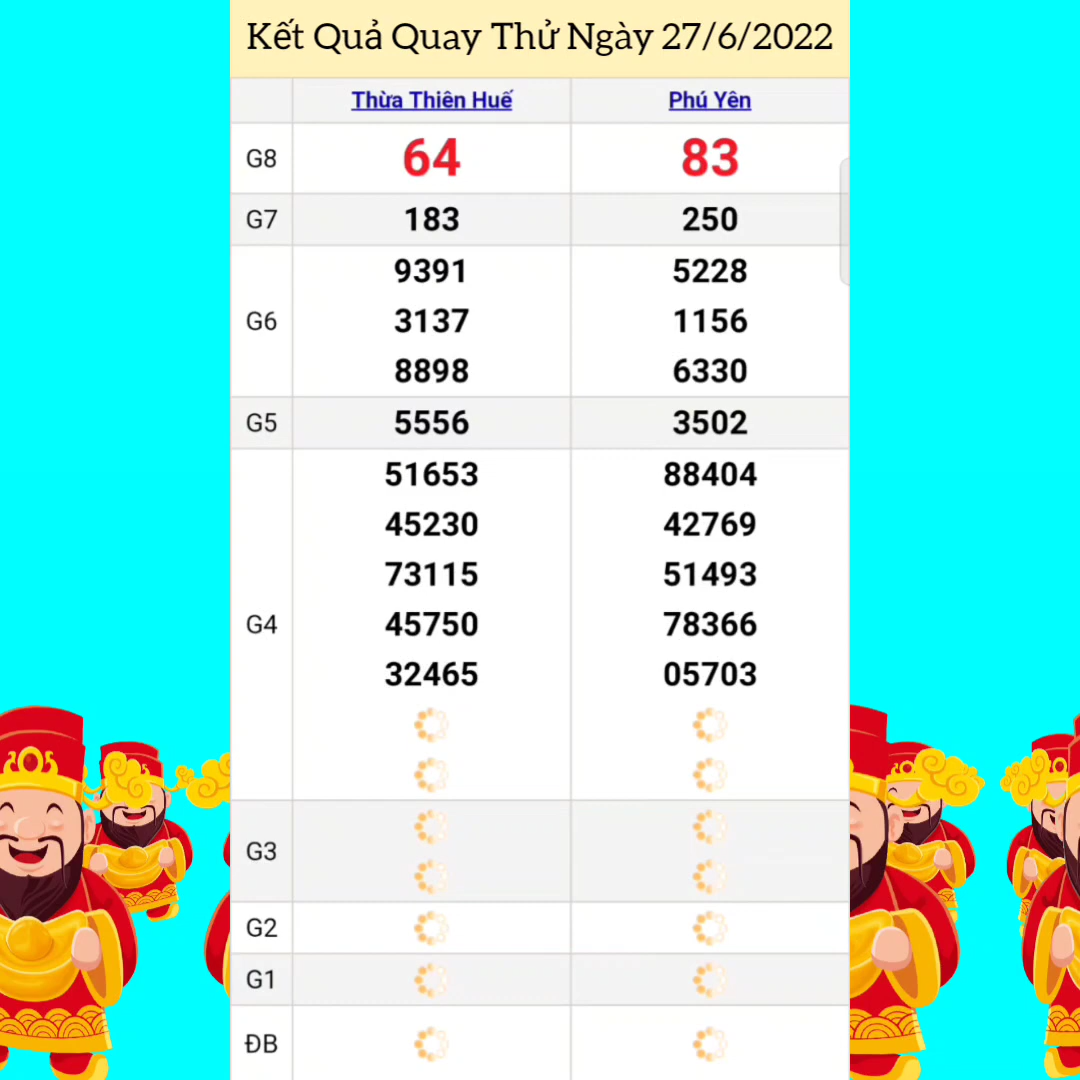 Kết Quả Quay Thử Ngày 27/6/2022
Thừa Thiên Huế Phú Yên
G8 64 83
G7 183 250
9391 5228
G6 3137 1156
8898 6330
G5 5556 3502
51653 88404
45230 42769
73115 51493
G4 45750 78366
32465 05703
G3
G2
G1
ĐB